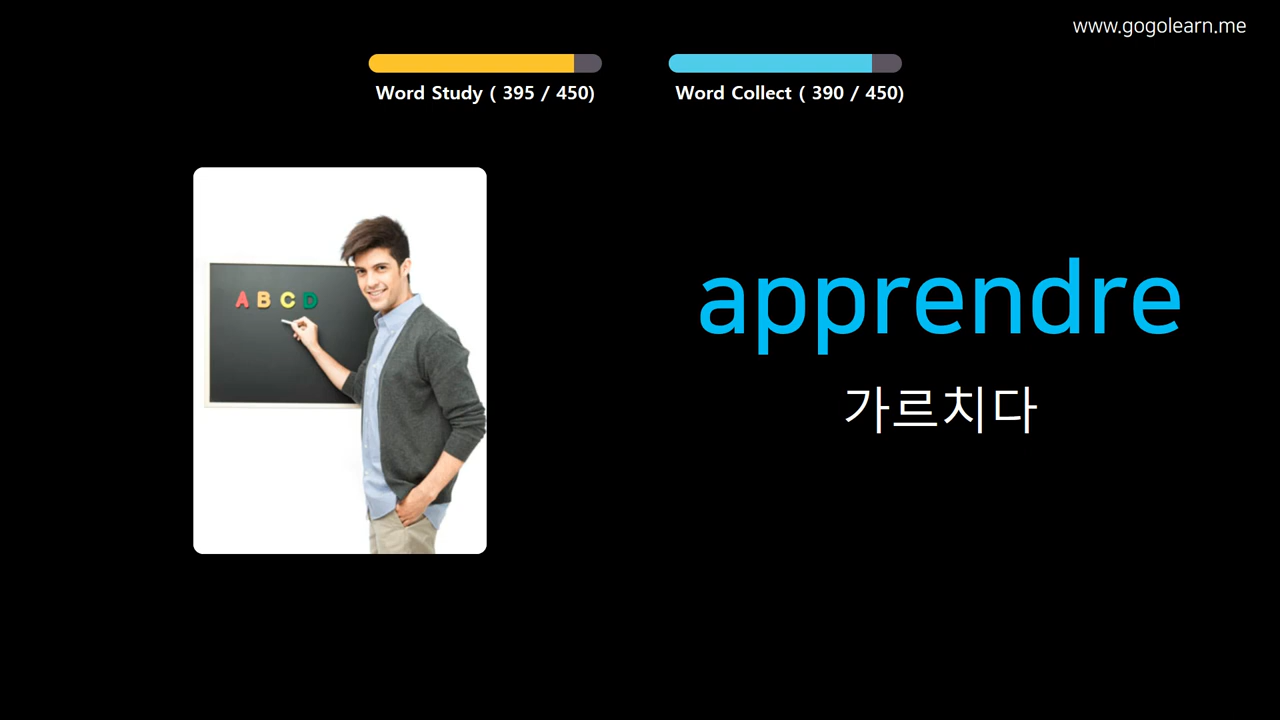 www.gogolearn.me
Word Study ( 395 / 450)
Word Collect ( 390 / 450)
A B C D
apprendre
가르치다